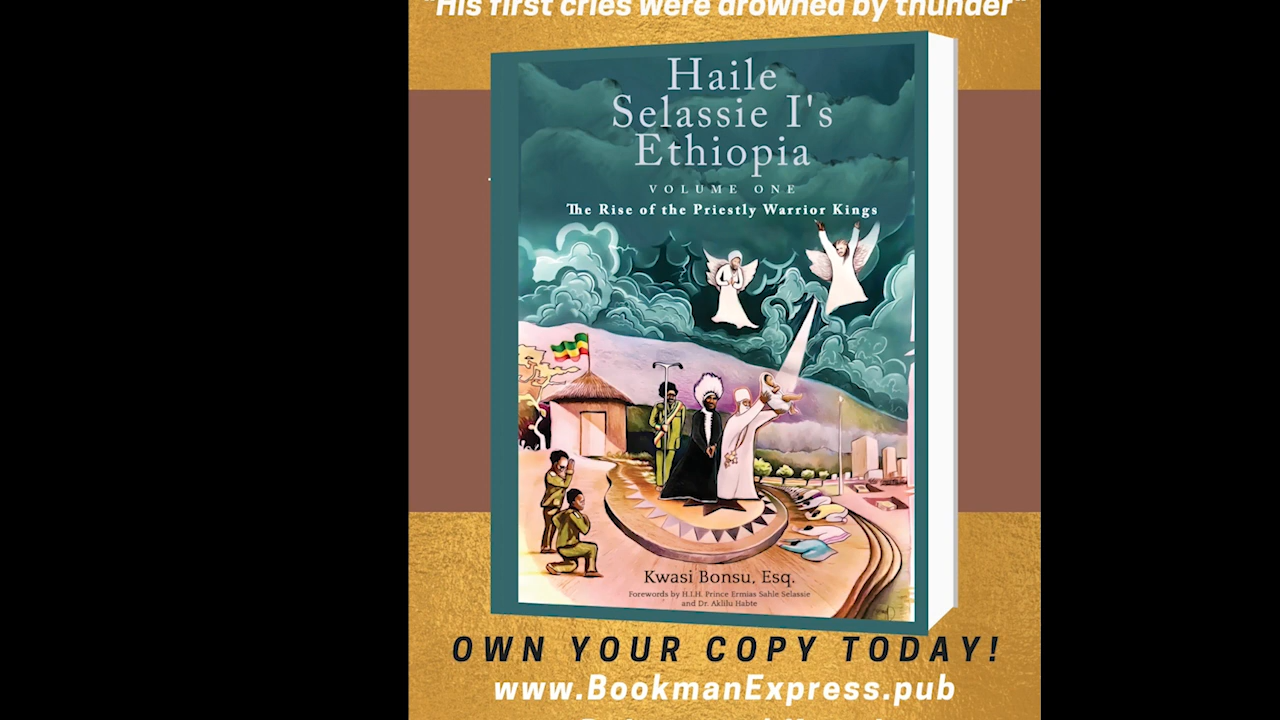 "His first cries were drowned by thunder"
Haile
Selassie I's
Ethiopia
VOLUME ONE
The Rise of the Priestly Warrior Kings
Kwasi Bonsu, Esq.
Forewords by H.I.H. Prince Ermias Sahle Selassie
and Dr. Aklilu Habte
OWN YOUR COPY TODAY!
www.BookmanExpress.pub